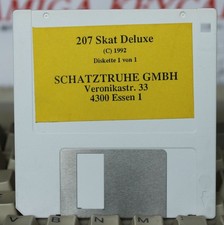 207 Skat Deluxe
(C) 1992
Diskette 1 von 1
SCHATZTRUHE GMBH
Veronikastr. 33
4300 Essen 1
V B N M